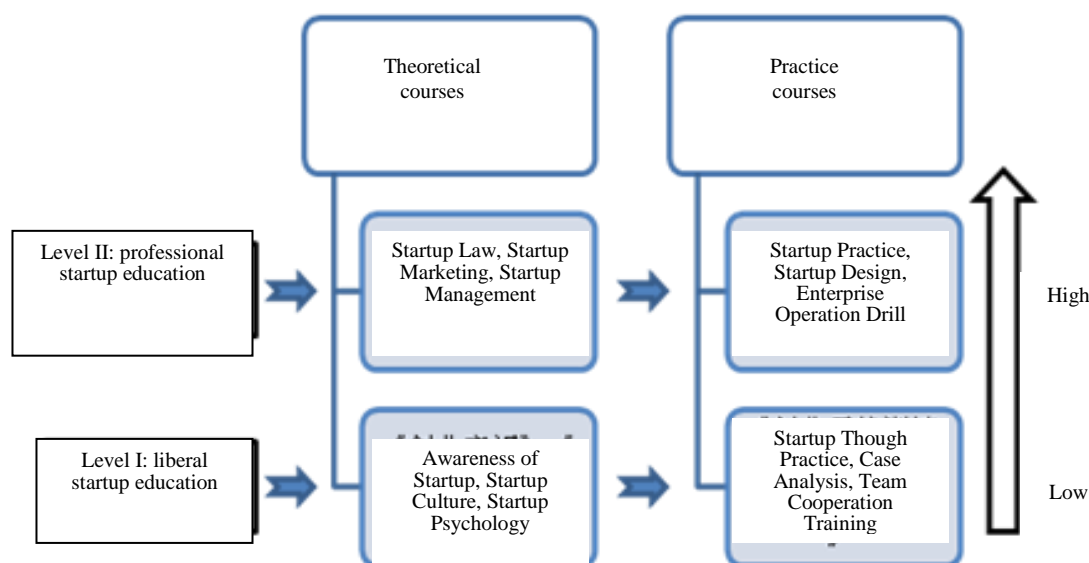 Theoretical
courses
Practice
courses
Level II: professional
startup education
Startup Law, Startup
Marketing, Startup
Management
Startup Practice,
Startup Design,
Enterprise
Operation Drill
High
Level I: liberal
startup education
Awareness of
Startup, Startup
Culture, Startup
Psychology
Startup Though
Practice, Case
Analysis, Team
Cooperation
Training
Low